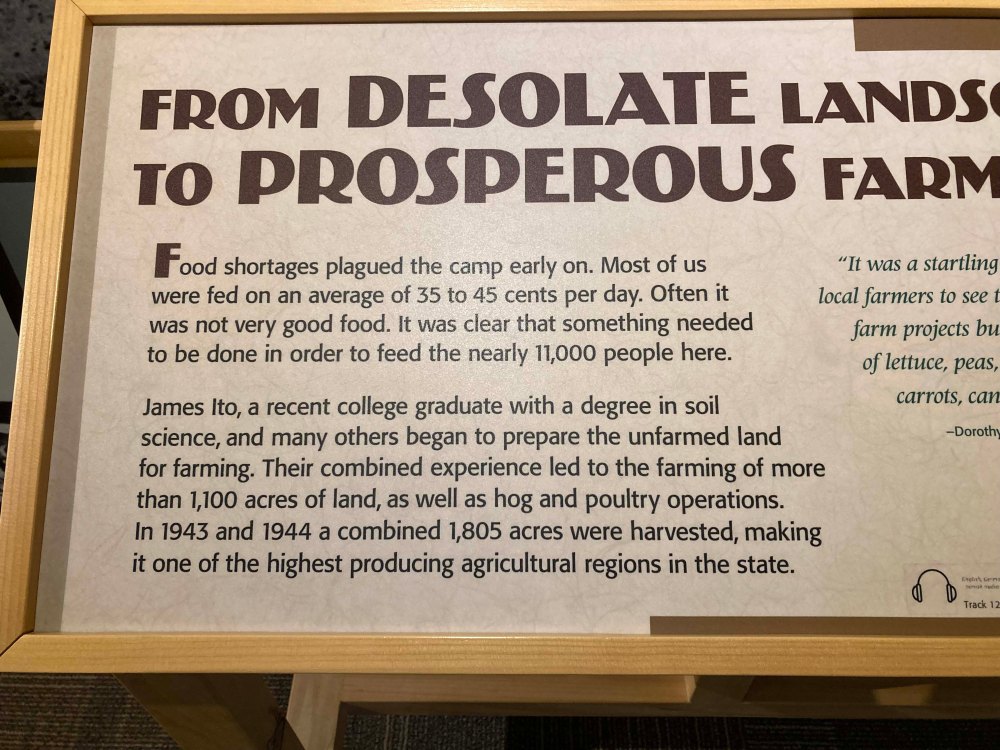 FROM DESOLATE
TO PROSPEROUS
Food shortages plagued the camp early on. Most of us
were fed on an average of 35 to 45 cents per day. Often it
was not very good food. It was clear that something needed
to be done in order to feed the nearly 11,000 people here.
James Ito, a recent college graduate with a degree in soil
science, and many others began to prepare the unfarmed land
for farming. Their combined experience led to the farming of more
than 1,100 acres of land, as well as hog and poultry operations.
In 1943 and 1944 a combined 1,805 acres were harvested, making
it one of the highest producing agricultural regions in the state.
"It was a startling
local farmers to see
farm projects
of lettuce, peas,
carrots,
Track 12